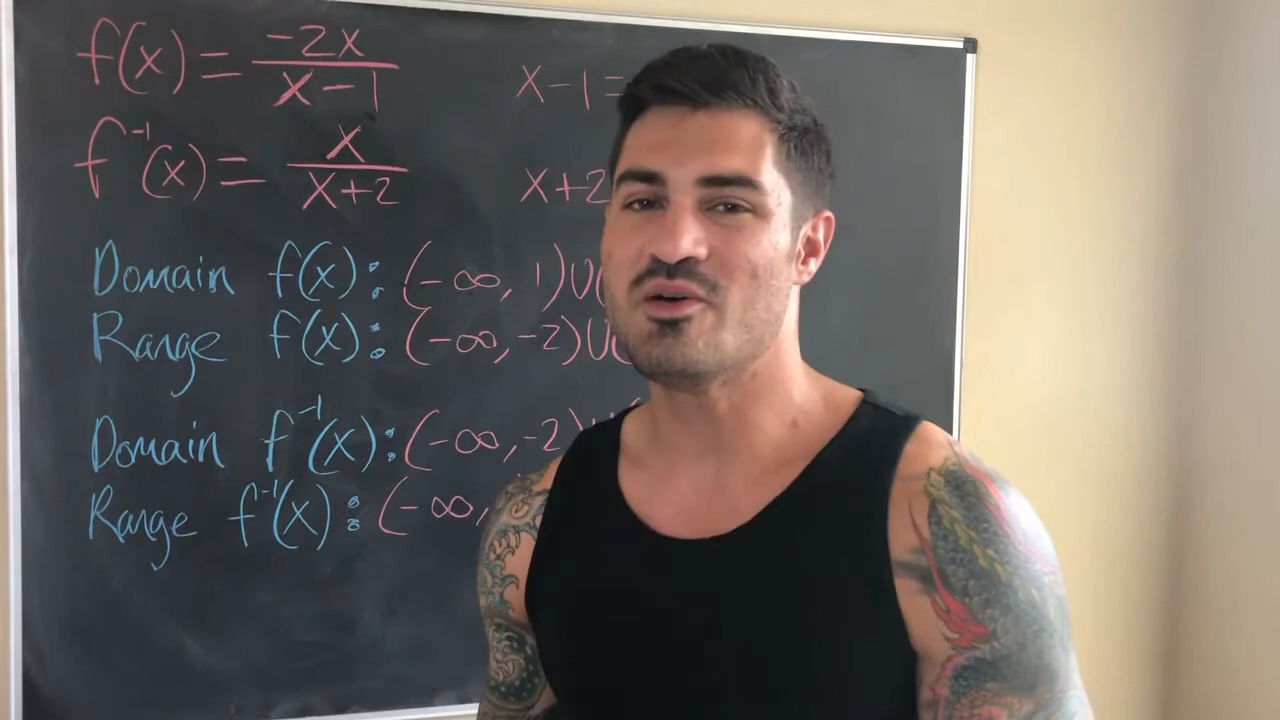 f(x) = -2x / x-1
x-1 =
f⁻¹(x) = x / x+2
x+2
Domain f(x): (-∞, 1)U(
Range f(x): (-∞, -2)U(
Domain f⁻¹(x): (-∞, -2)U(
Range f⁻¹(x): (-∞,